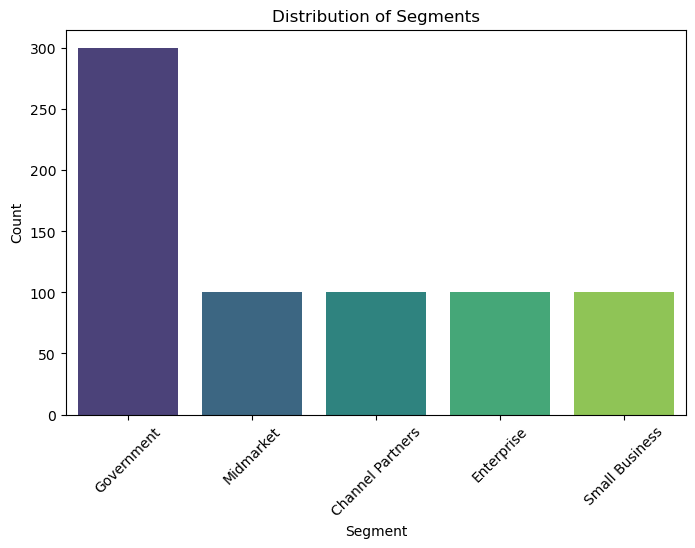 Distribution of Segments
300
250
200
150
100
50
0
Count
Government
Midmarket
Channel Partners
Enterprise
Small Business
Segment